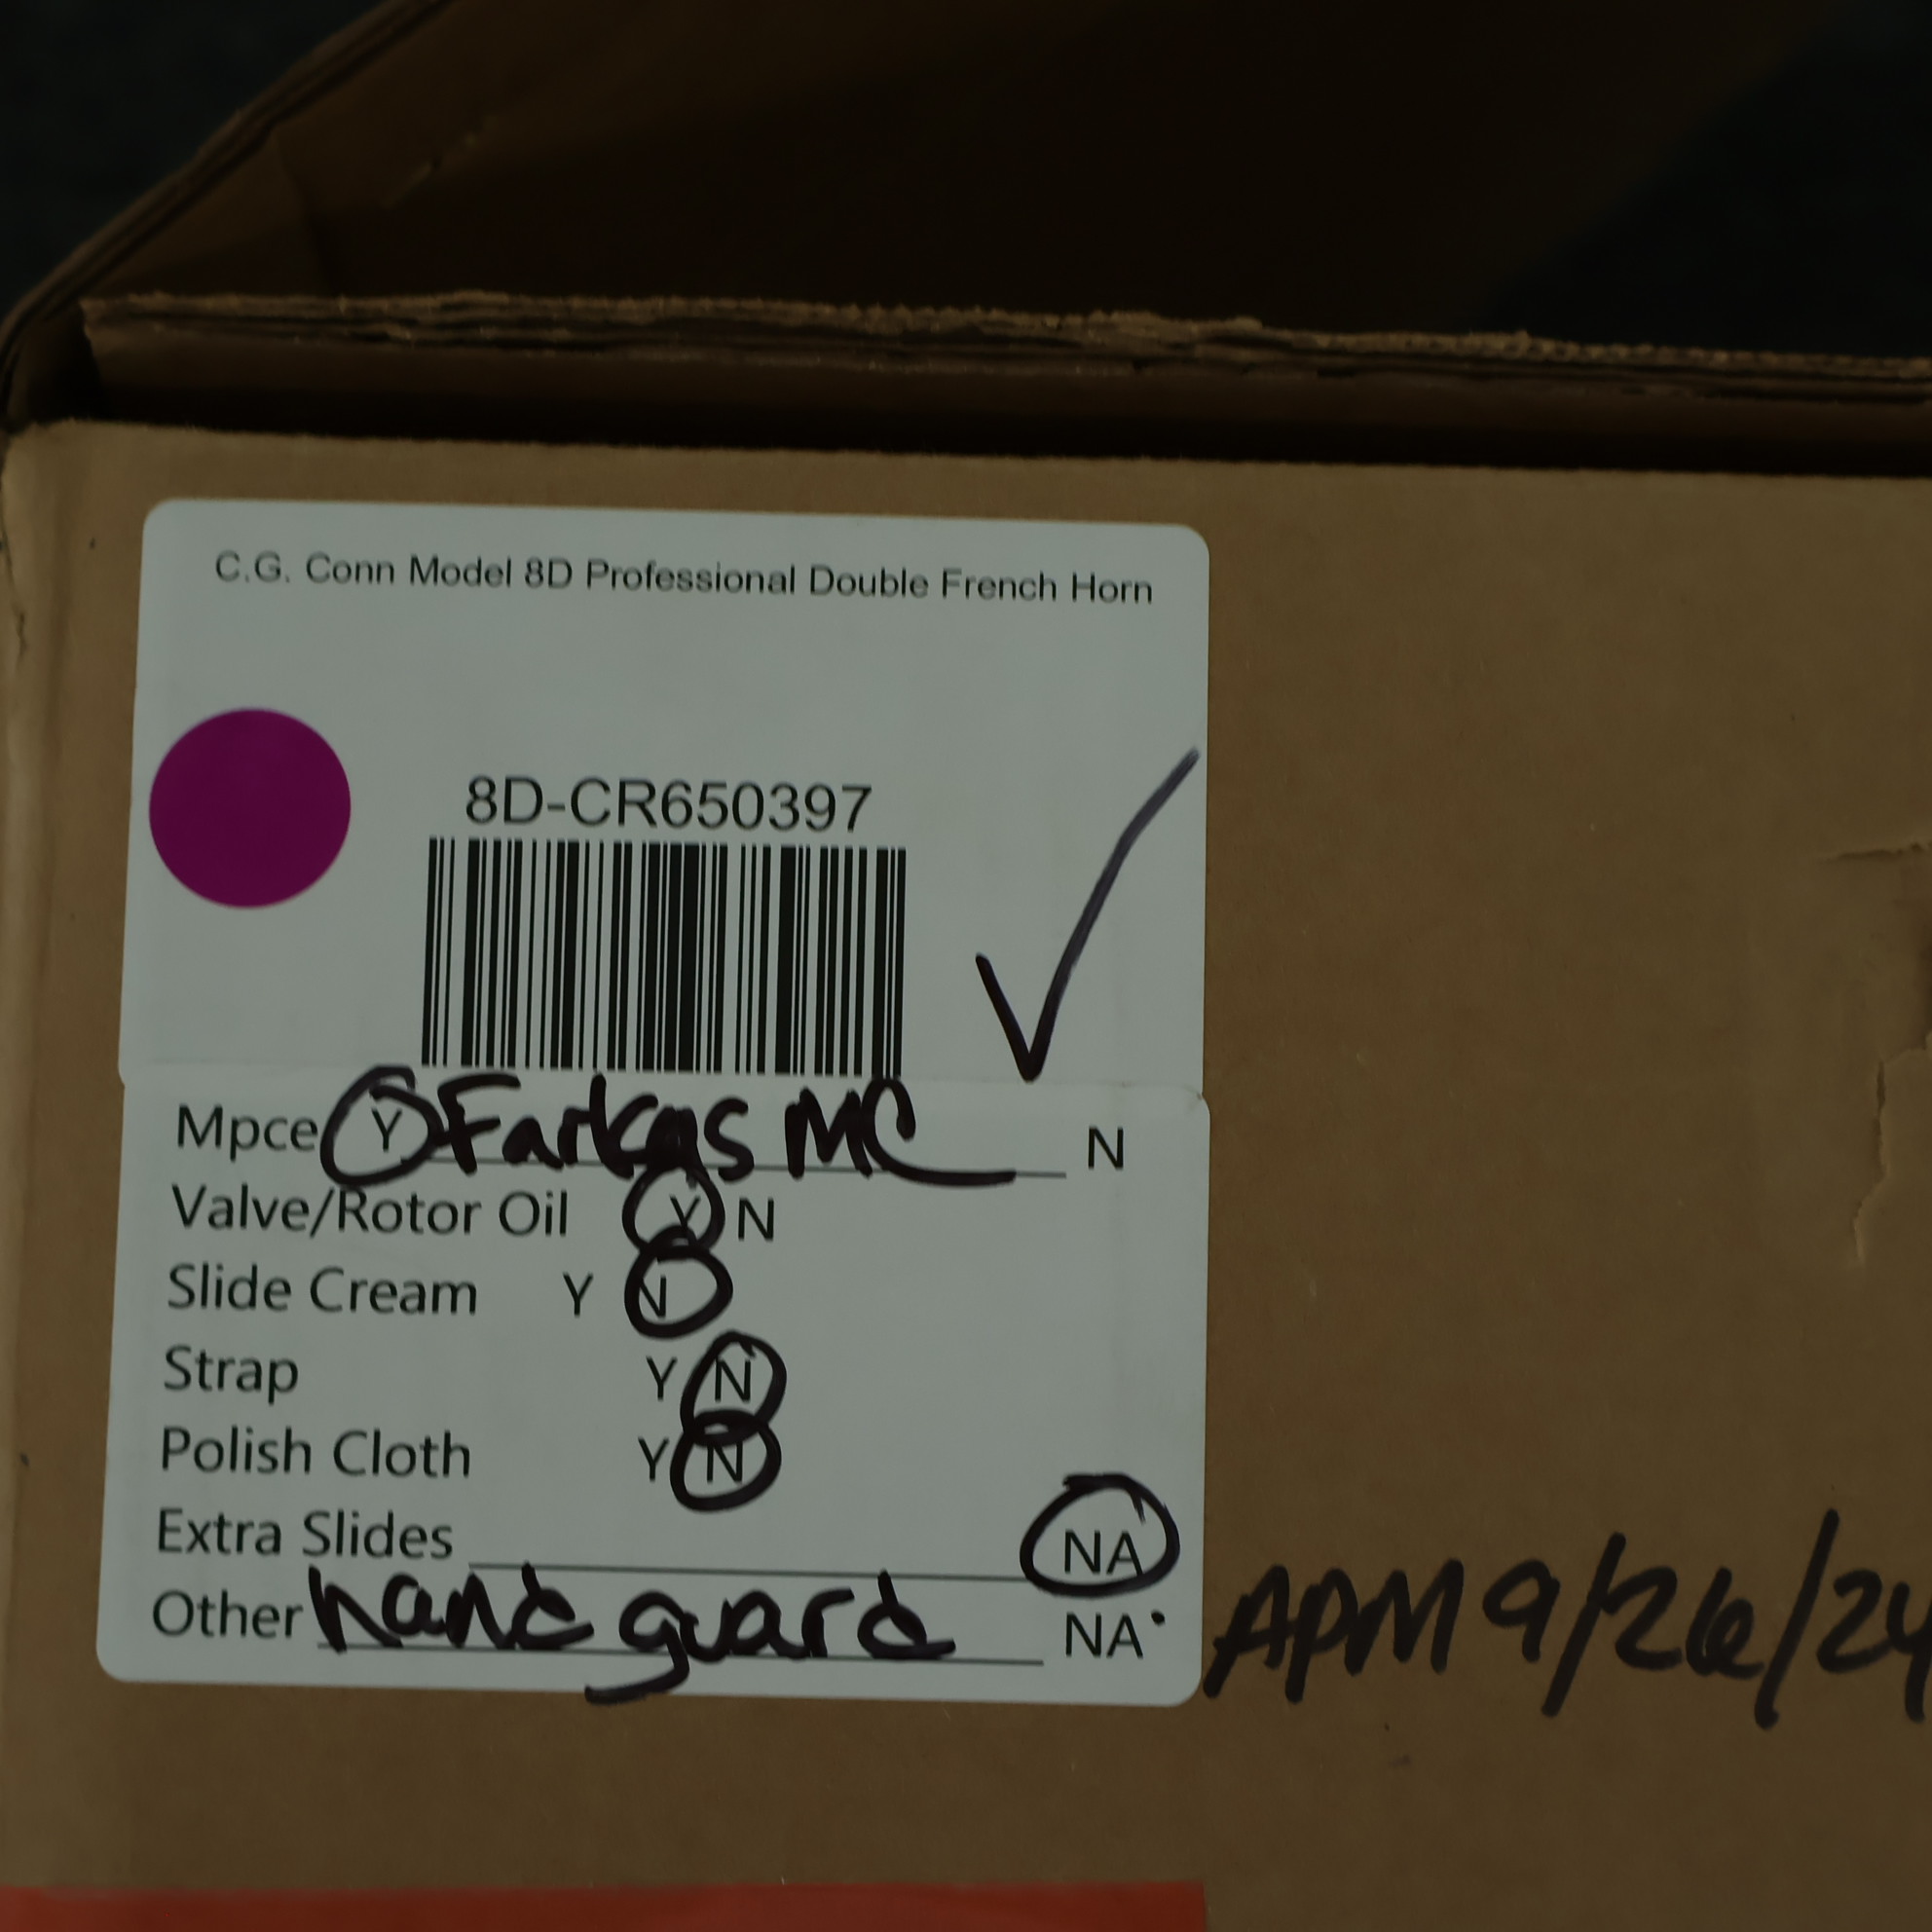 C.G. Conn Model 8D Professional Double French Horn
8D-CR650397
Mpce Y Farkas MC N
Valve/Rotor Oil Y N
Slide Cream Y N
Strap Y N
Polish Cloth Y N
Extra Slides NA
Other hand guard NA
APM 9/26/24